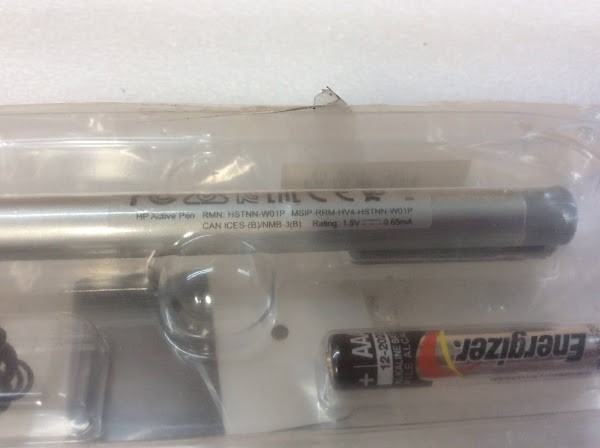 HP Active Pen RMN: HSTNN-W01P MSIP-RRM-HV4-HSTNN-W01P
CAN ICES-(B)/NMB-3(B) Rating: 1.5V 0.65mA
+ AAA
Energizer.